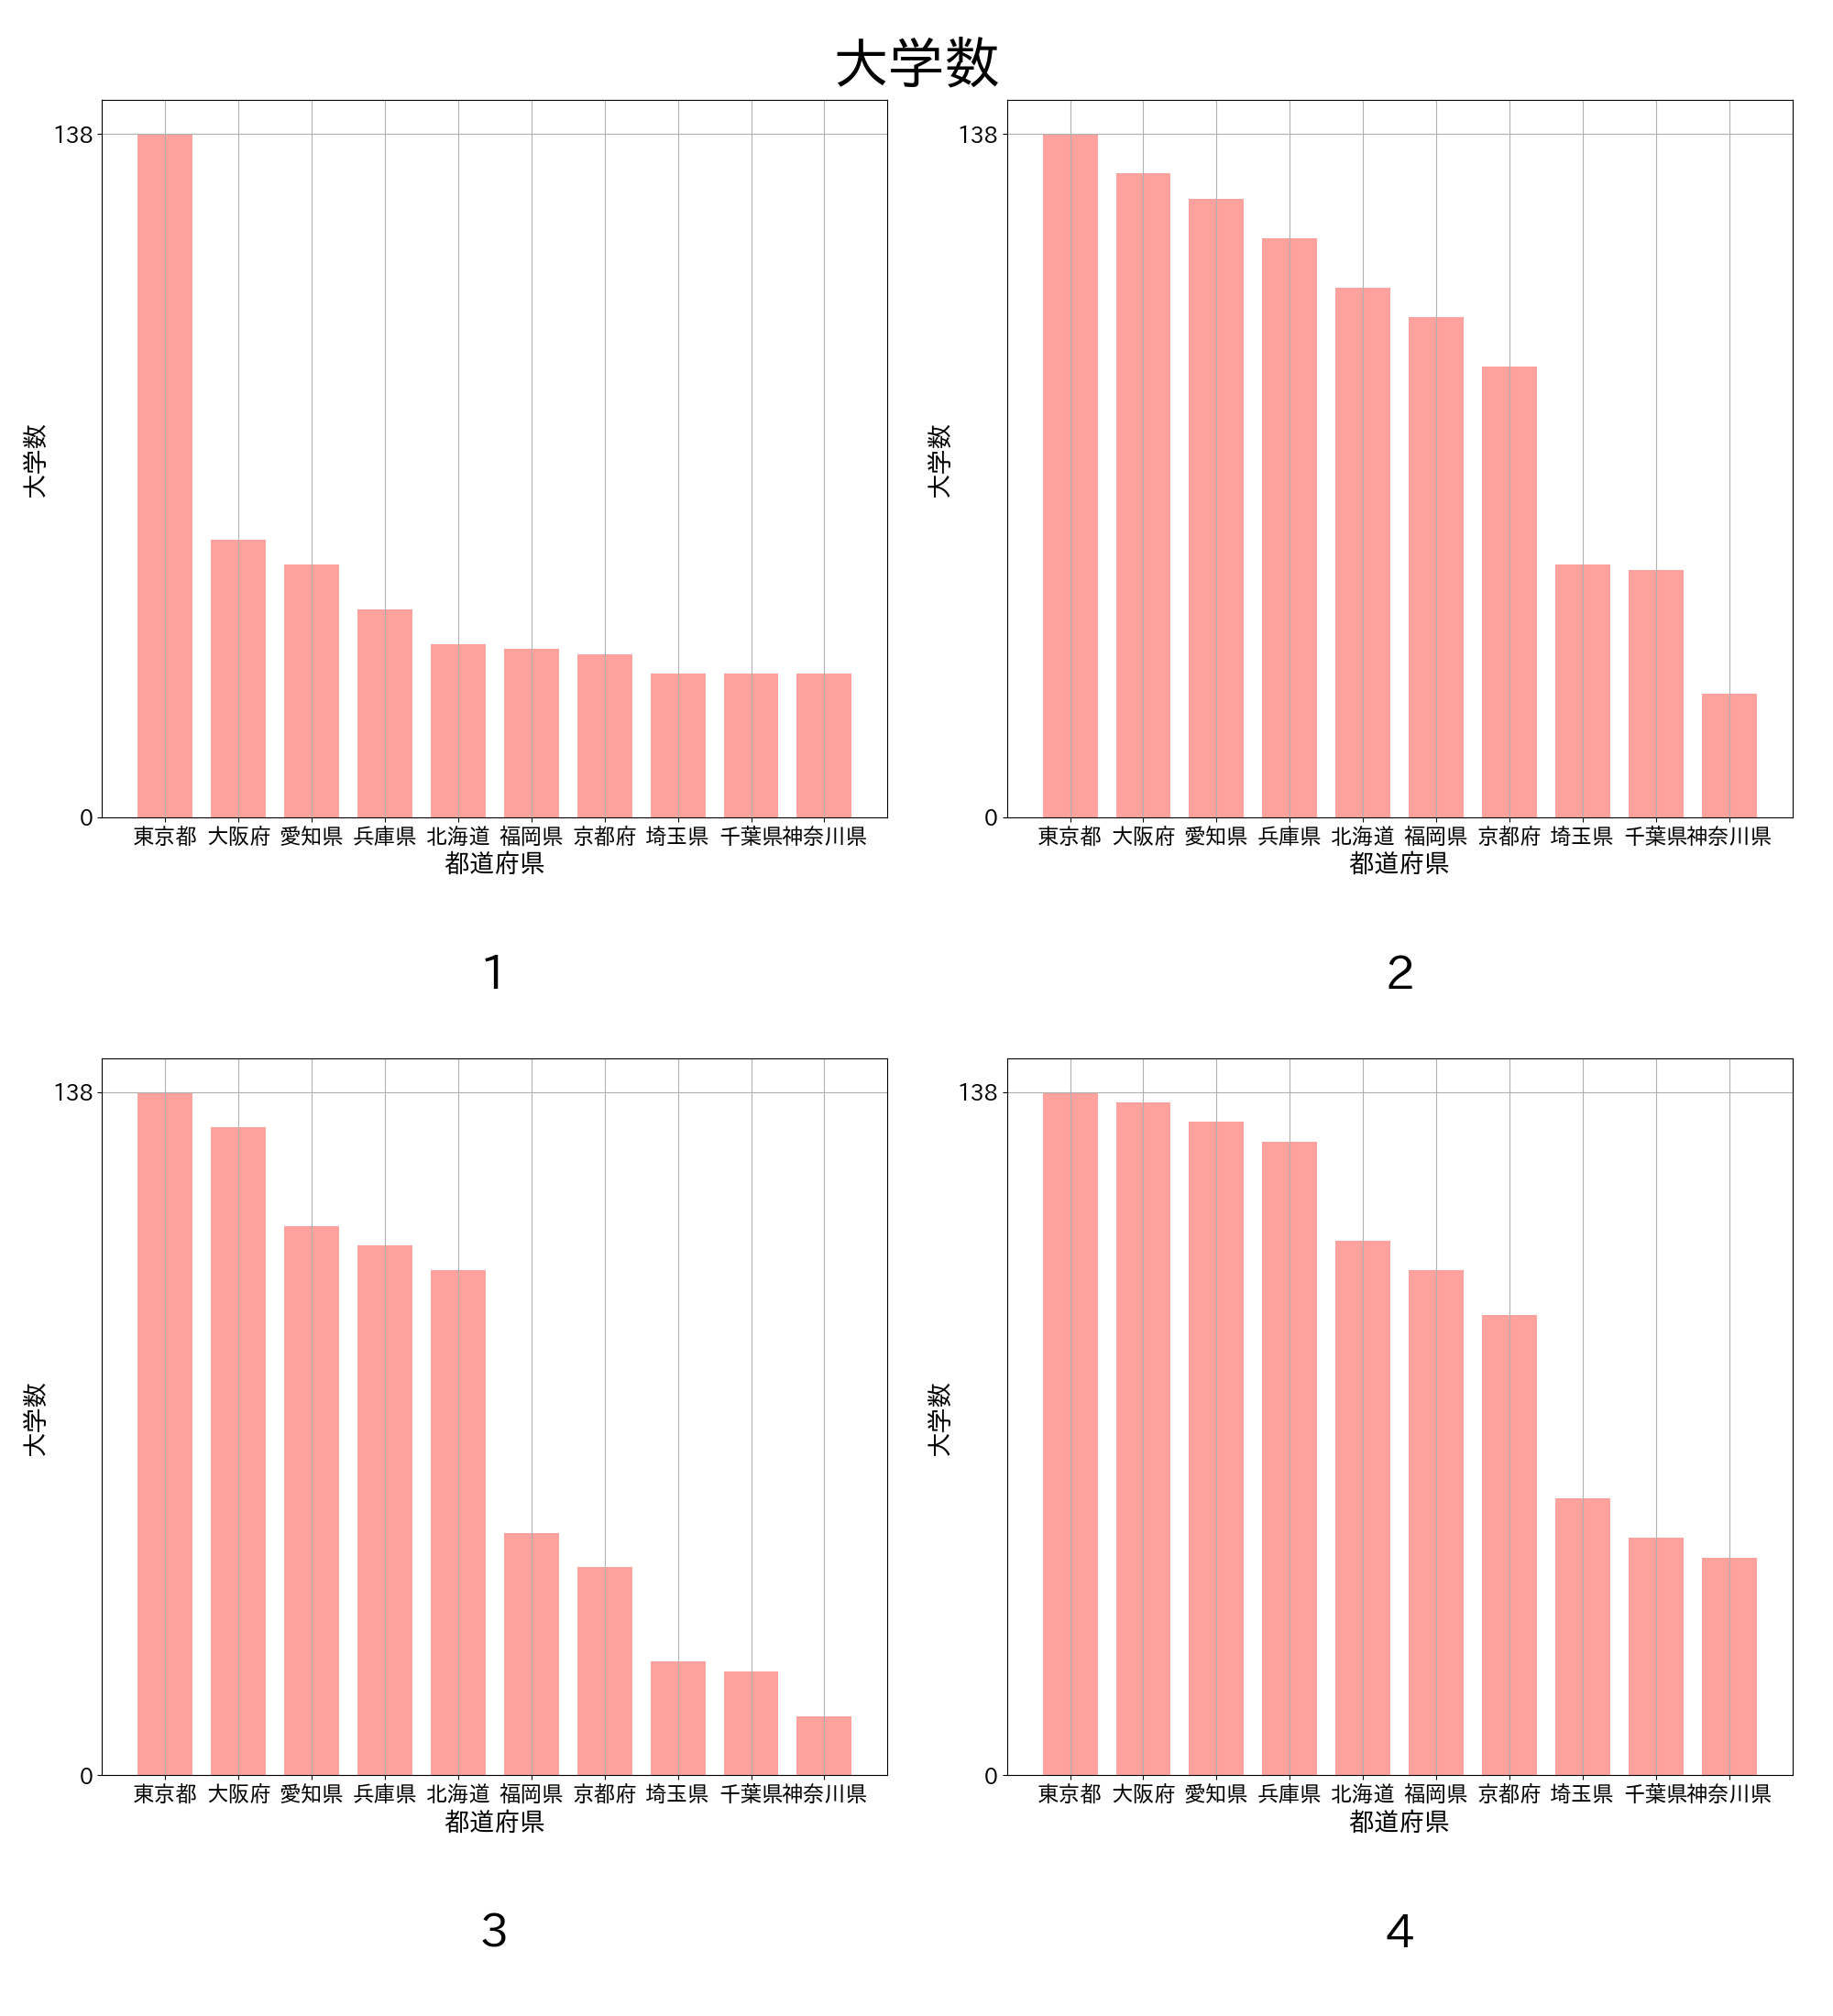 大学数
138
0
大学数
東京都 大阪府 愛知県 兵庫県 北海道 福岡県 京都府 埼玉県 千葉県 神奈川県
都道府県
1
138
0
大学数
東京都 大阪府 愛知県 兵庫県 北海道 福岡県 京都府 埼玉県 千葉県 神奈川県
都道府県
2
138
0
大学数
東京都 大阪府 愛知県 兵庫県 北海道 福岡県 京都府 埼玉県 千葉県 神奈川県
都道府県
3
138
0
大学数
東京都 大阪府 愛知県 兵庫県 北海道 福岡県 京都府 埼玉県 千葉県 神奈川県
都道府県
4